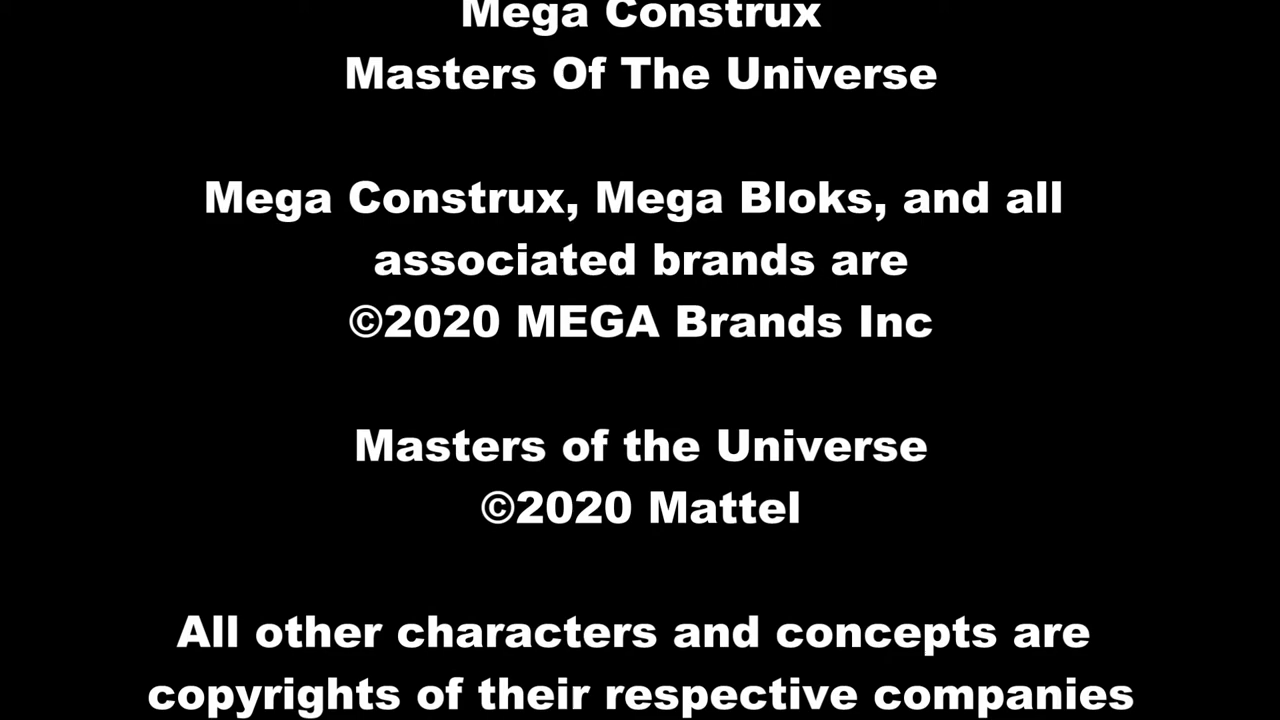 Mega Construx
Masters Of The Universe
Mega Construx, Mega Bloks, and all
associated brands are
©2020 MEGA Brands Inc
Masters of the Universe
©2020 Mattel
All other characters and concepts are
copyrights of their respective companies